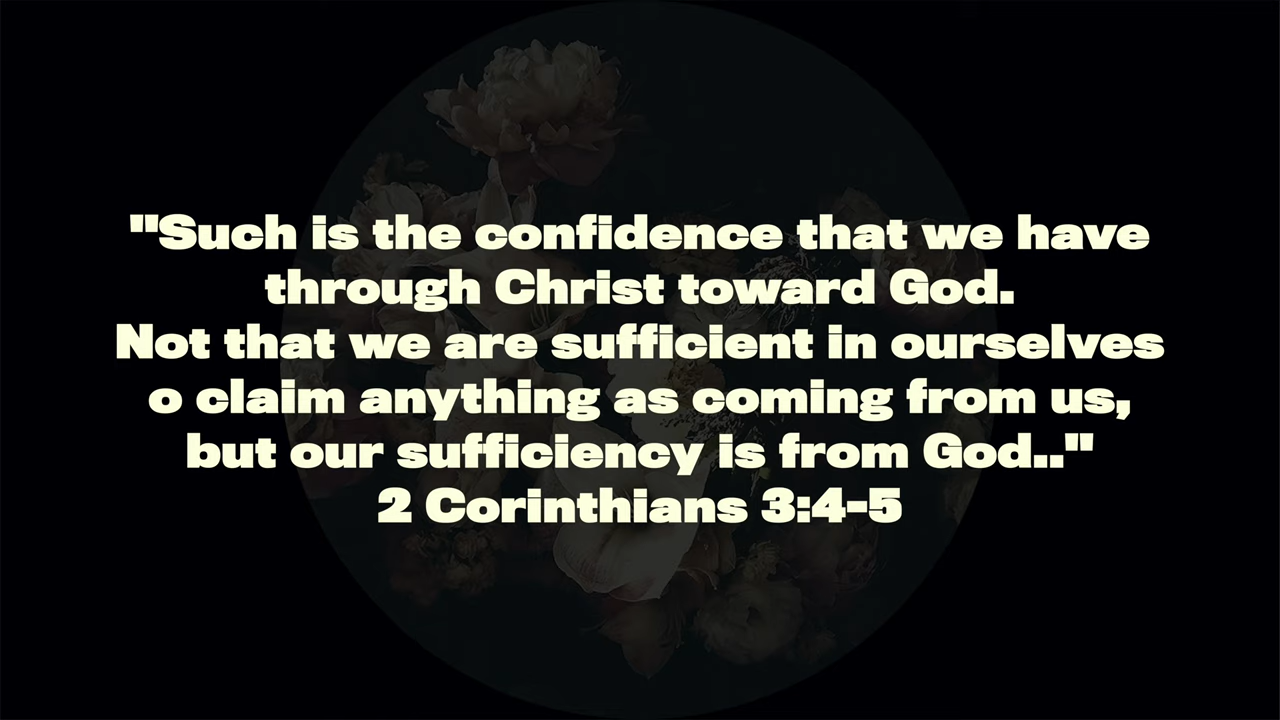 "Such is the confidence that we have
through Christ toward God.
Not that we are sufficient in ourselves
o claim anything as coming from us,
but our sufficiency is from God.."
2 Corinthians 3:4-5